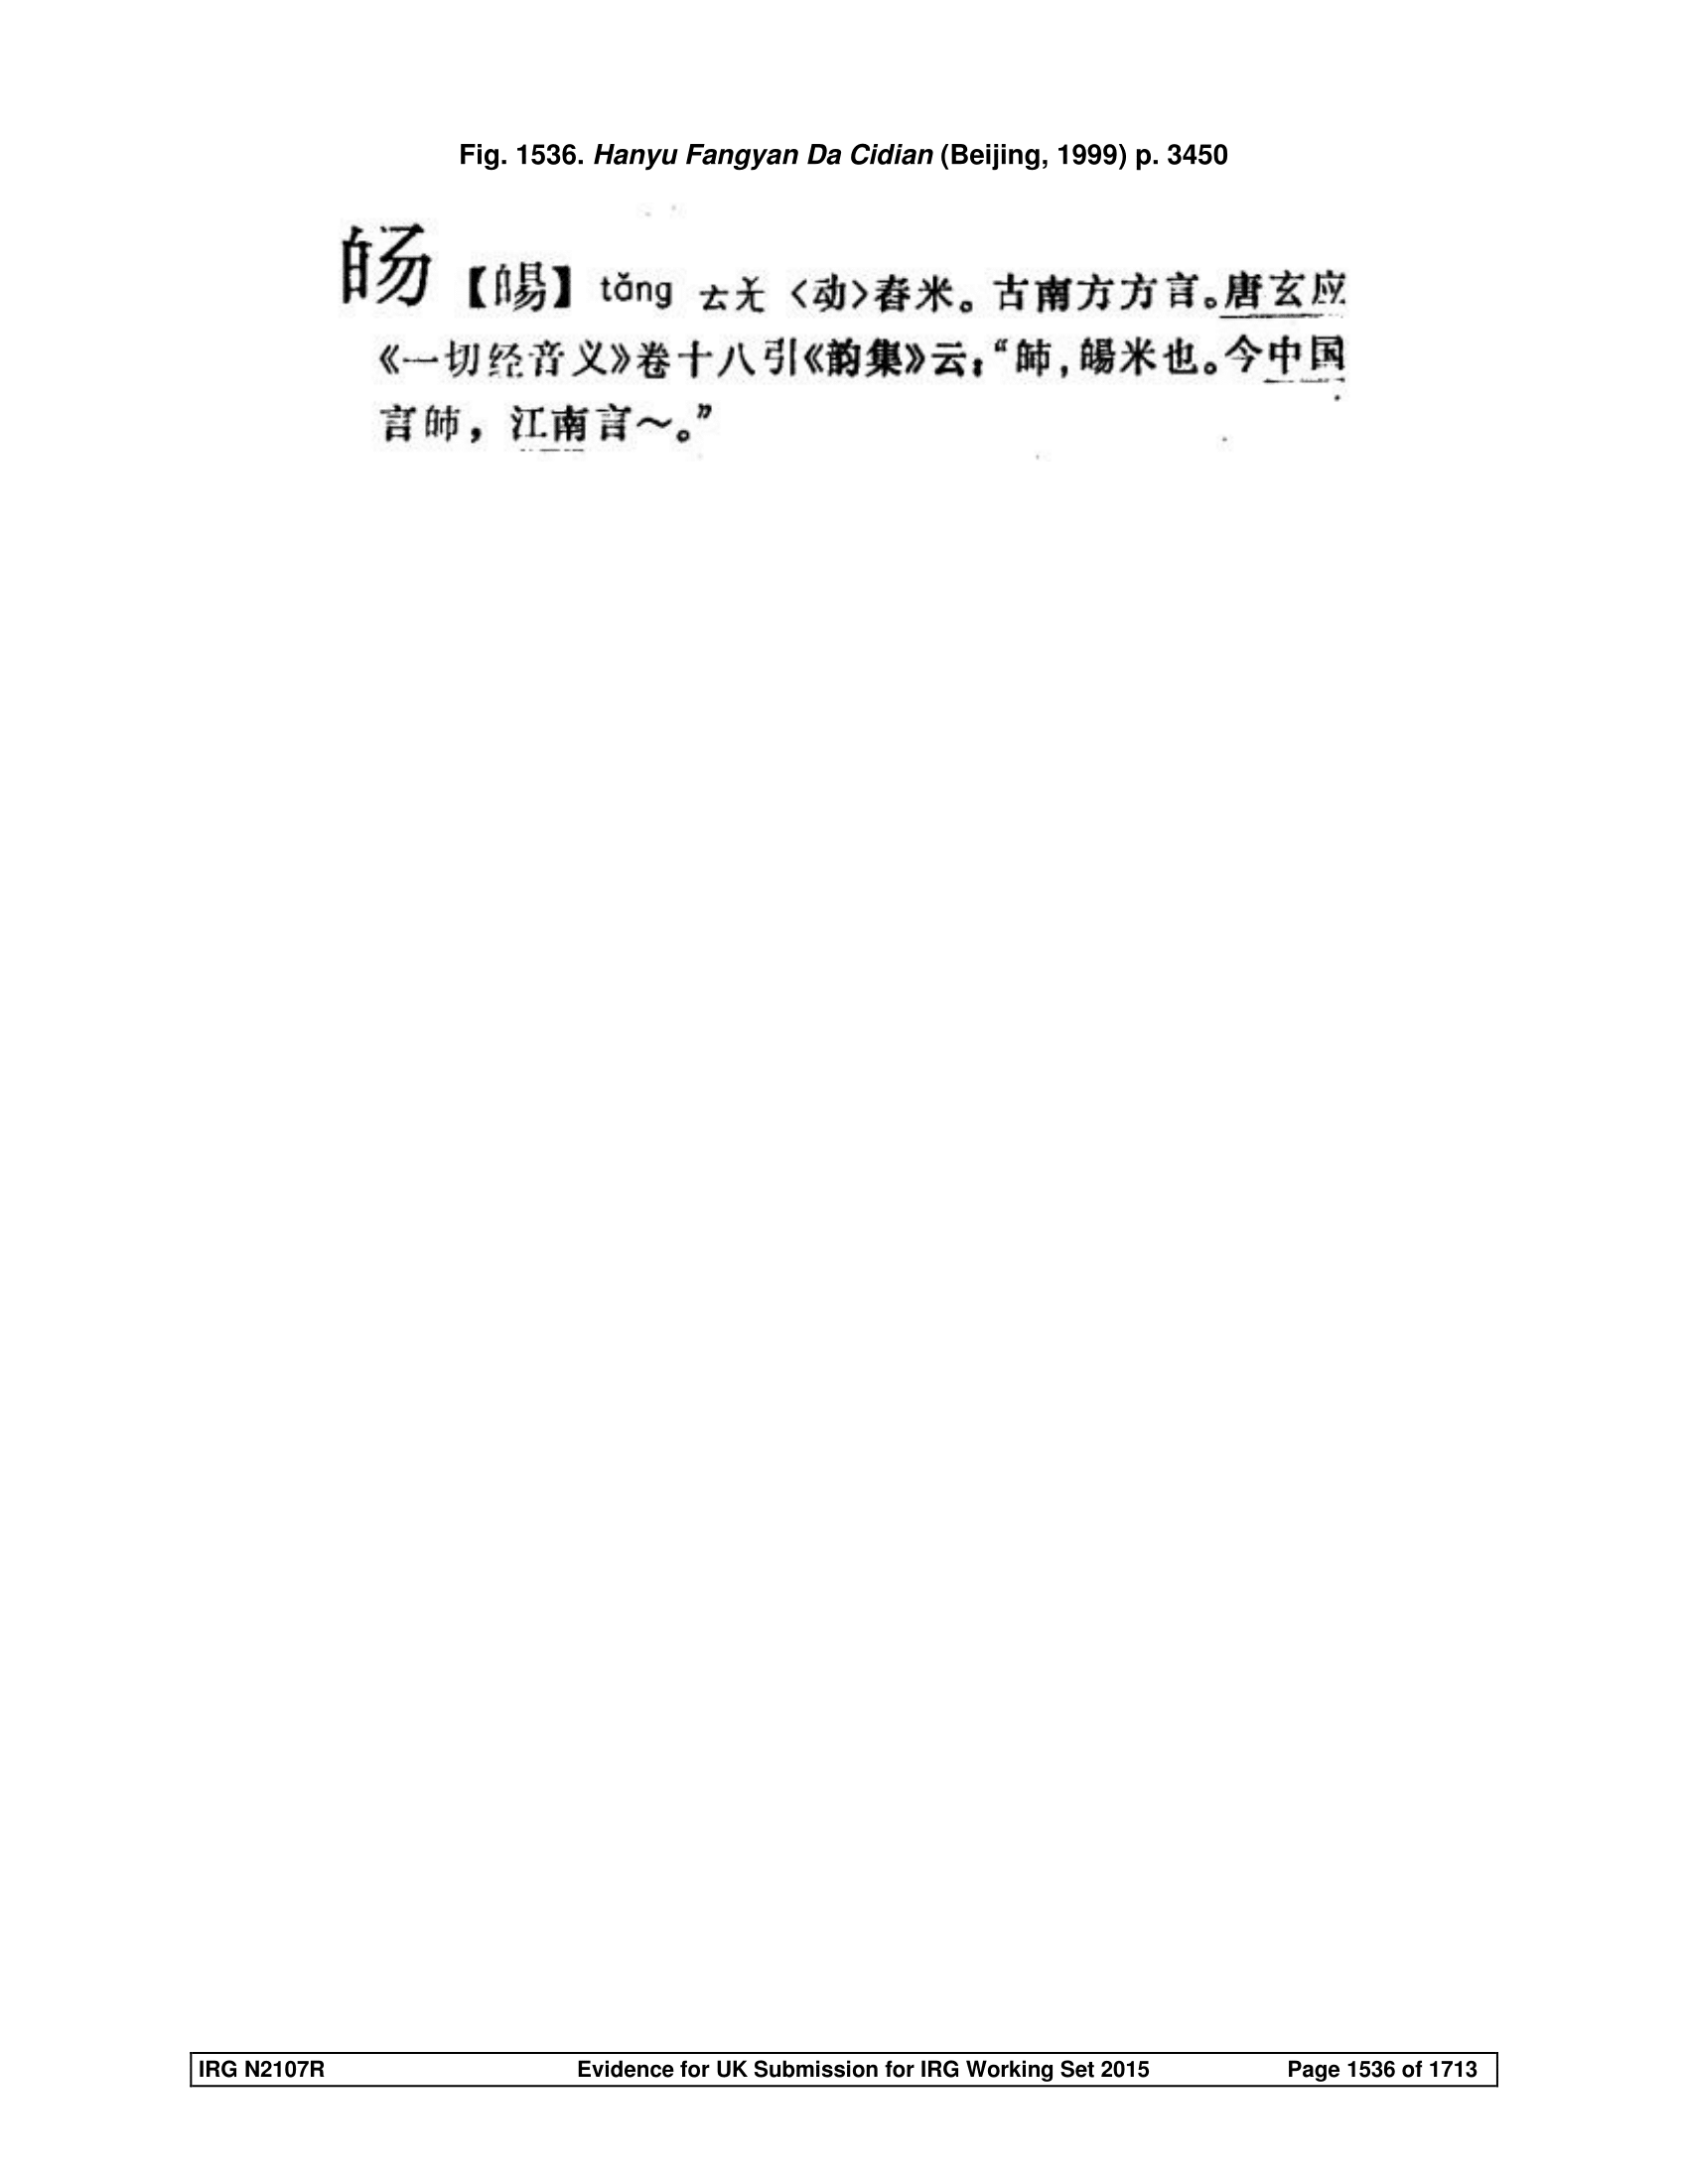 Fig. 1536. Hanyu Fangyan Da Cidian (Beijing, 1999) p. 3450
【】 tǎng ㄊㄤˇ 〈动〉舂米。古南方方言。唐玄应
《一切经音义》卷十八引《韵集》云:“,米也。今中国
言,江南言～。”
IRG N2107R Evidence for UK Submission for IRG Working Set 2015 Page 1536 of 1713